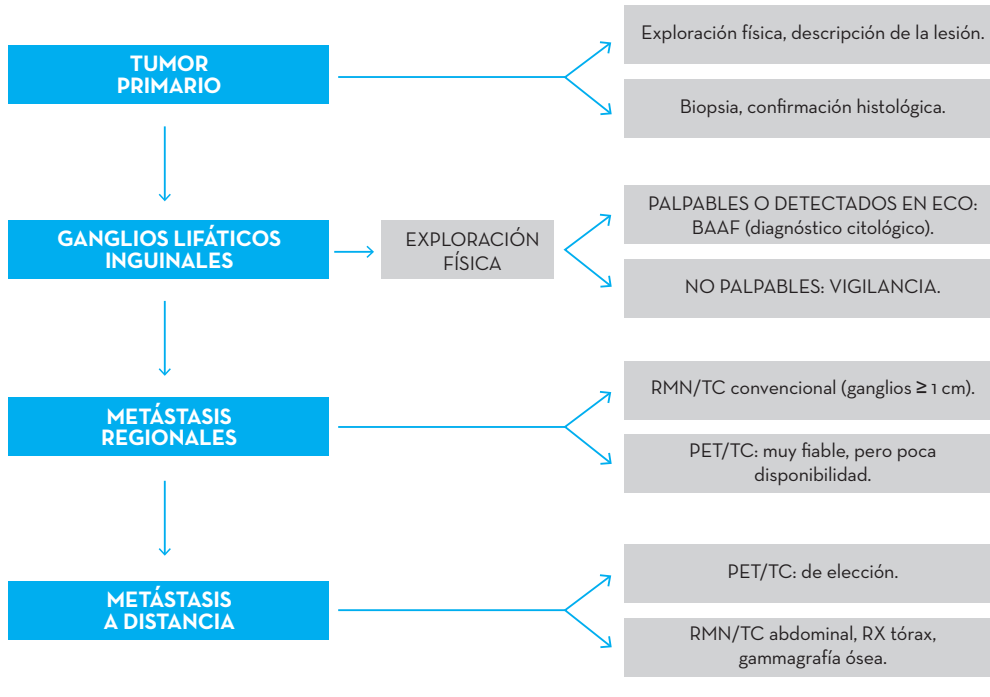 TUMOR
PRIMARIO
Exploración física, descripción de la lesión.
Biopsia, confirmación histológica.
GANGLIOS LIFÁTICOS
INGUINALES
EXPLORACIÓN
FÍSICA
PALPABLES O DETECTADOS EN ECO:
BAAF (diagnóstico citológico).
NO PALPABLES: VIGILANCIA.
METÁSTASIS
REGIONALES
RMN/TC convencional (ganglios ≥ 1 cm).
PET/TC: muy fiable, pero poca
disponibilidad.
METÁSTASIS
A DISTANCIA
PET/TC: de elección.
RMN/TC abdominal, RX tórax,
gammagrafía ósea.